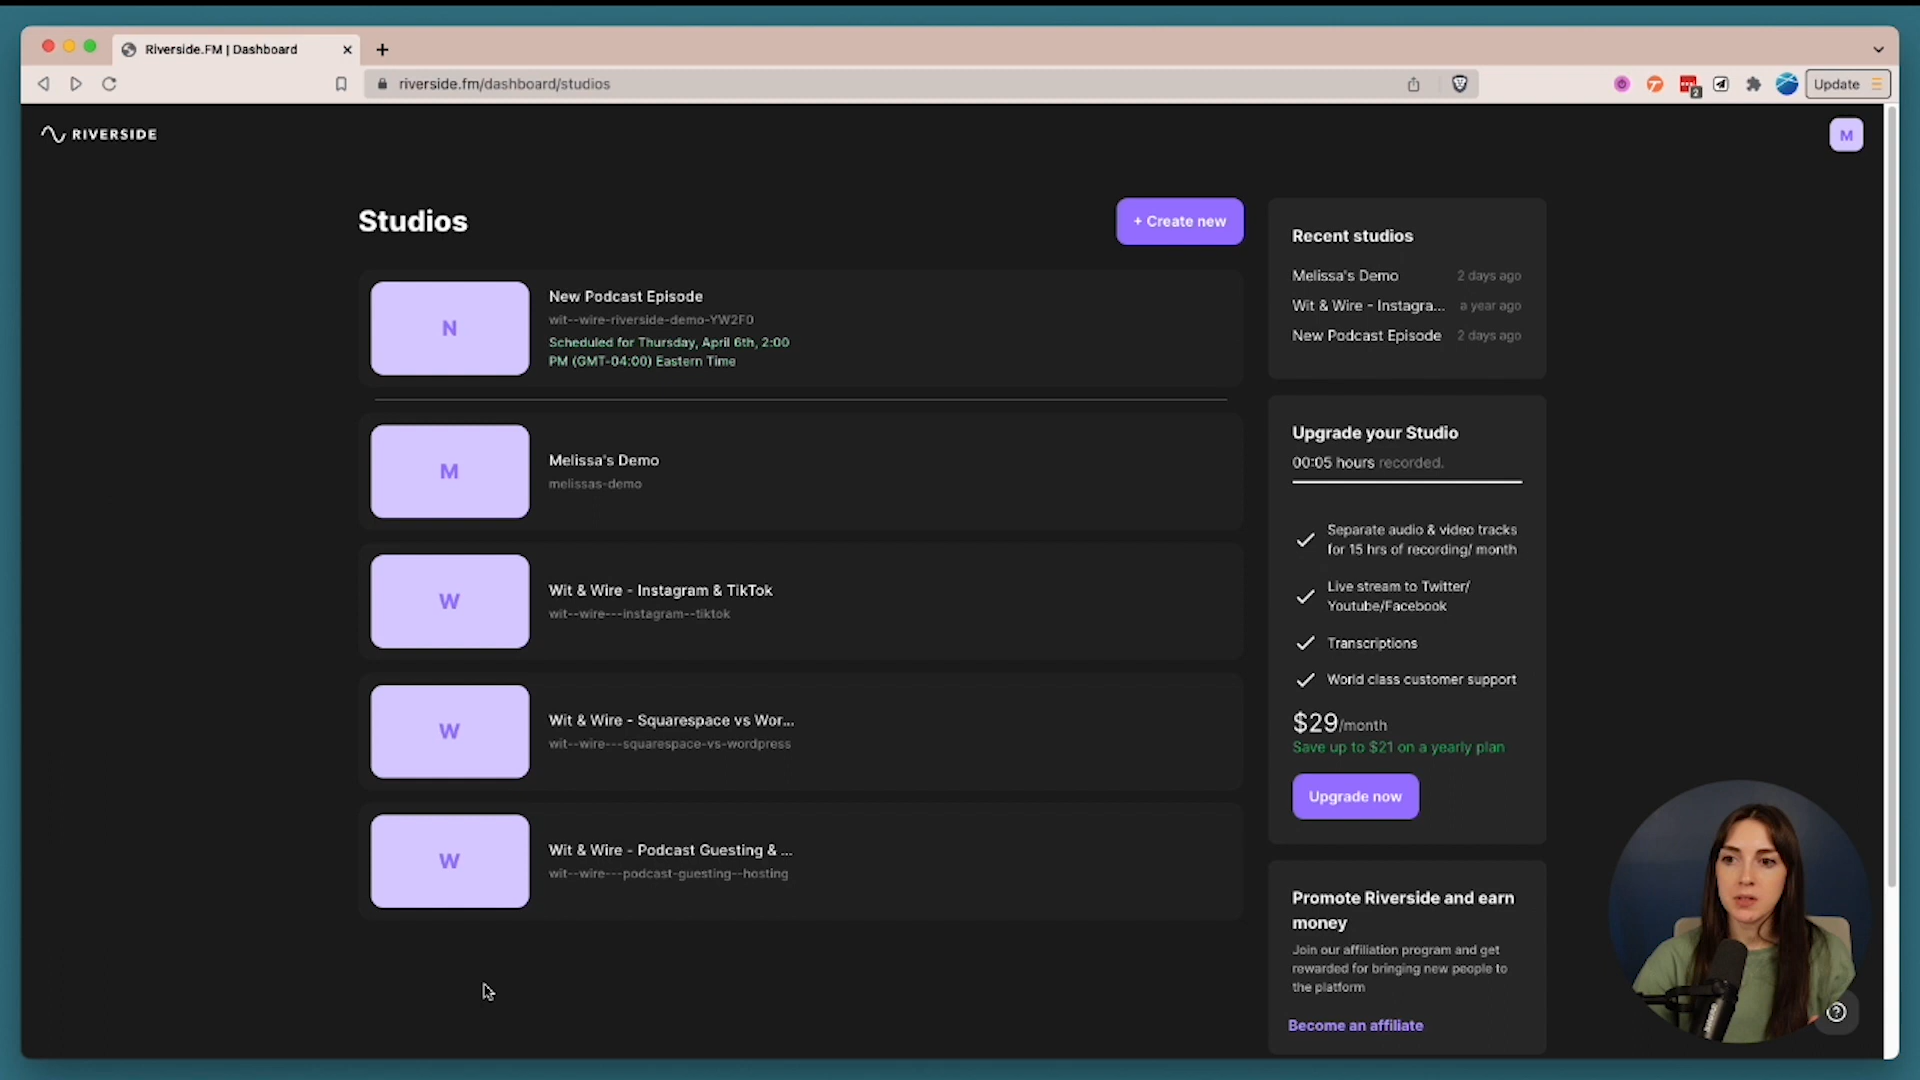 Riverside.FM | Dashboard
riverside.fm/dashboard/studios
2
Update
RIVERSIDE
M
Studios
+ Create new
N
New Podcast Episode
wit--wire-riverside-demo-YW2F0
Scheduled for Thursday, April 6th, 2:00
PM (GMT-04:00) Eastern Time
M
Melissa's Demo
melissas-demo
W
Wit & Wire - Instagram & TikTok
wit--wire---instagram--tiktok
W
Wit & Wire - Squarespace vs Wor...
wit--wire---squarespace-vs-wordpress
W
Wit & Wire - Podcast Guesting & ...
wit--wire---podcast-guesting--hosting
Recent studios
Melissa's Demo 2 days ago
Wit & Wire - Instagra... a year ago
New Podcast Episode 2 days ago
Upgrade your Studio
00:05 hours recorded.
Separate audio & video tracks
for 15 hrs of recording/ month
Live stream to Twitter/
Youtube/Facebook
Transcriptions
World class customer support
$29/month
Save up to $21 on a yearly plan
Upgrade now
Promote Riverside and earn
money
Join our affiliation program and get
rewarded for bringing new people to
the platform
Become an affiliate